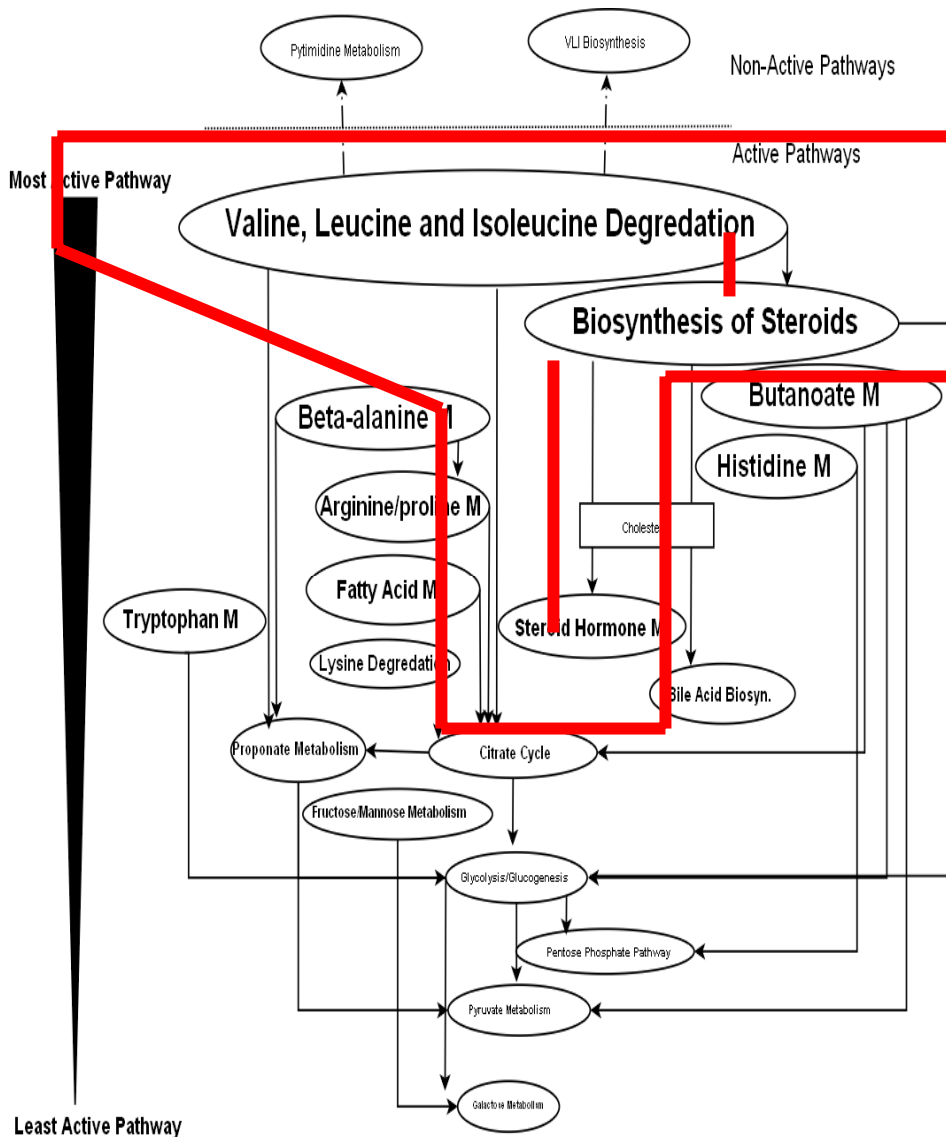 Pytimidine Metabolism
VLI Biosynthesis
Non-Active Pathways
Active Pathways
Most Active Pathway
Valine, Leucine and Isoleucine Degredation
Biosynthesis of Steroids
Beta-alanine M
Butanoate M
Histidine M
Arginine/proline M
Choleste
Fatty Acid M
Tryptophan M
Steroid Hormone M
Lysine Degredation
Bile Acid Biosyn.
Proponate Metabolism
Citrate Cycle
Fructose/Mannose Metabolism
Glycolysis/Glucogenesis
Pentose Phosphate Pathway
Pyruvate Metabolism
Galactose Metabolism
Least Active Pathway